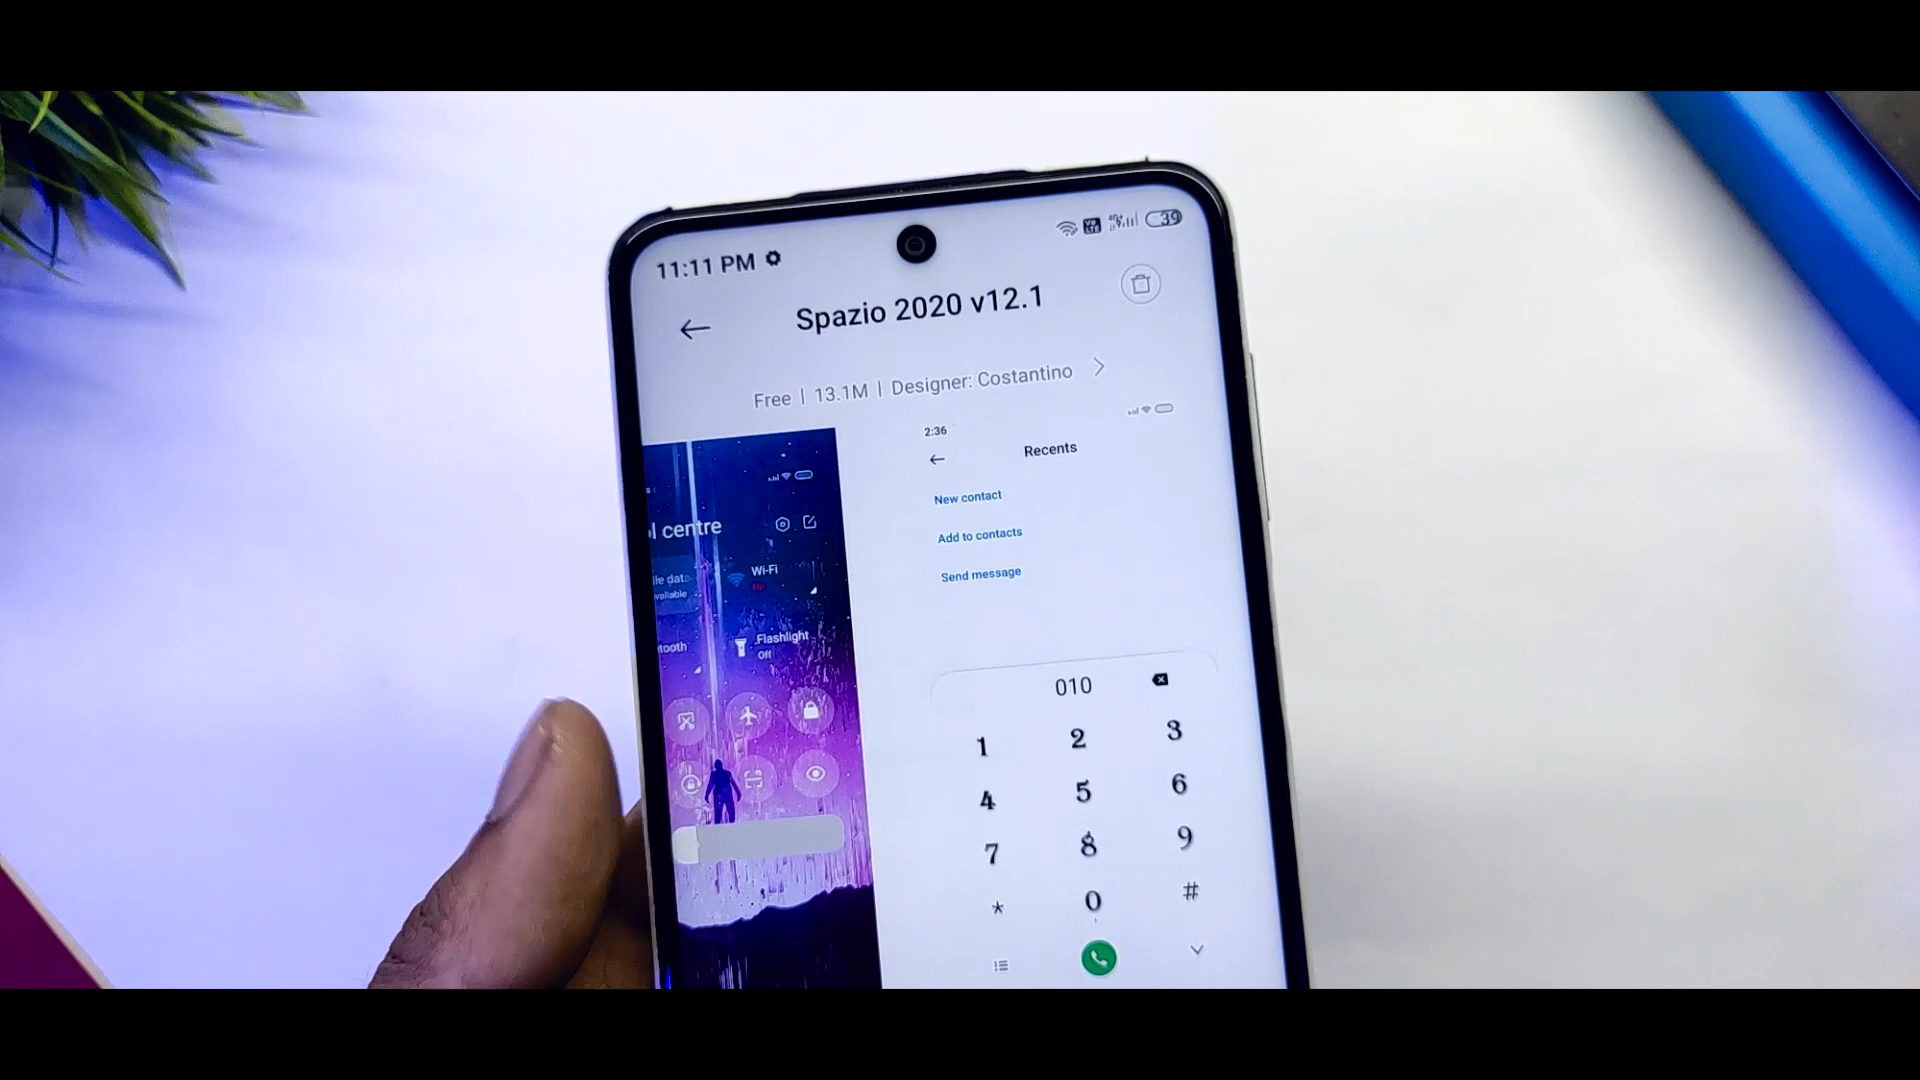 11:11 PM
39
Spazio 2020 v12.1
Free | 13.1M | Designer: Costantino
2:36
Recents
New contact
Add to contacts
Send message
centre
Wi-Fi
vailable
Flashlight
Off
tooth
010
1 2 3
4 5 6
7 8 9
* 0 #